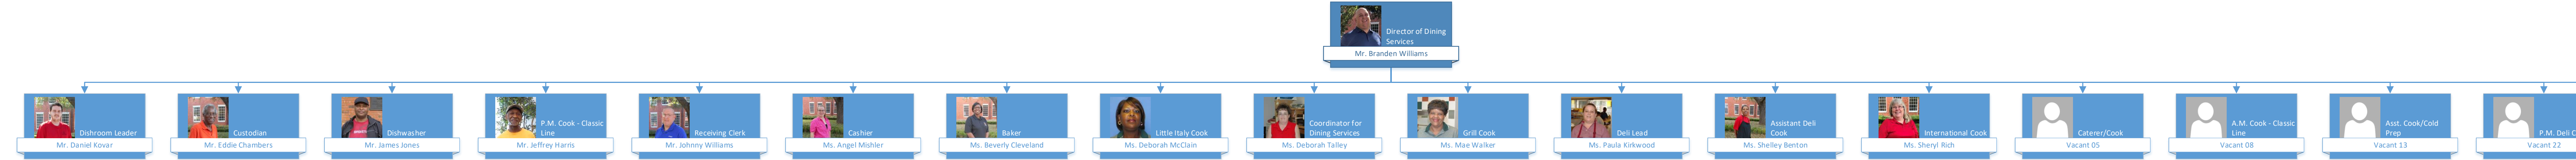 Director of Dining
Services
Mr. Branden Williams
Dishroom Leader
Mr. Daniel Kovar
Custodian
Mr. Eddie Chambers
Dishwasher
Mr. James Jones
P.M. Cook - Classic
Line
Mr. Jeffrey Harris
Receiving Clerk
Mr. Johnny Williams
Cashier
Ms. Angel Mishler
Baker
Ms. Beverly Cleveland
Little Italy Cook
Ms. Deborah McClain
Coordinator for
Dining Services
Ms. Deborah Talley
Grill Cook
Ms. Mae Walker
Deli Lead
Ms. Paula Kirkwood
Assistant Deli
Cook
Ms. Shelley Benton
International Cook
Ms. Sheryl Rich
Caterer/Cook
Vacant 05
A.M. Cook - Classic
Line
Vacant 08
Asst. Cook/Cold
Prep
Vacant 13
P.M. Deli C
Vacant 22